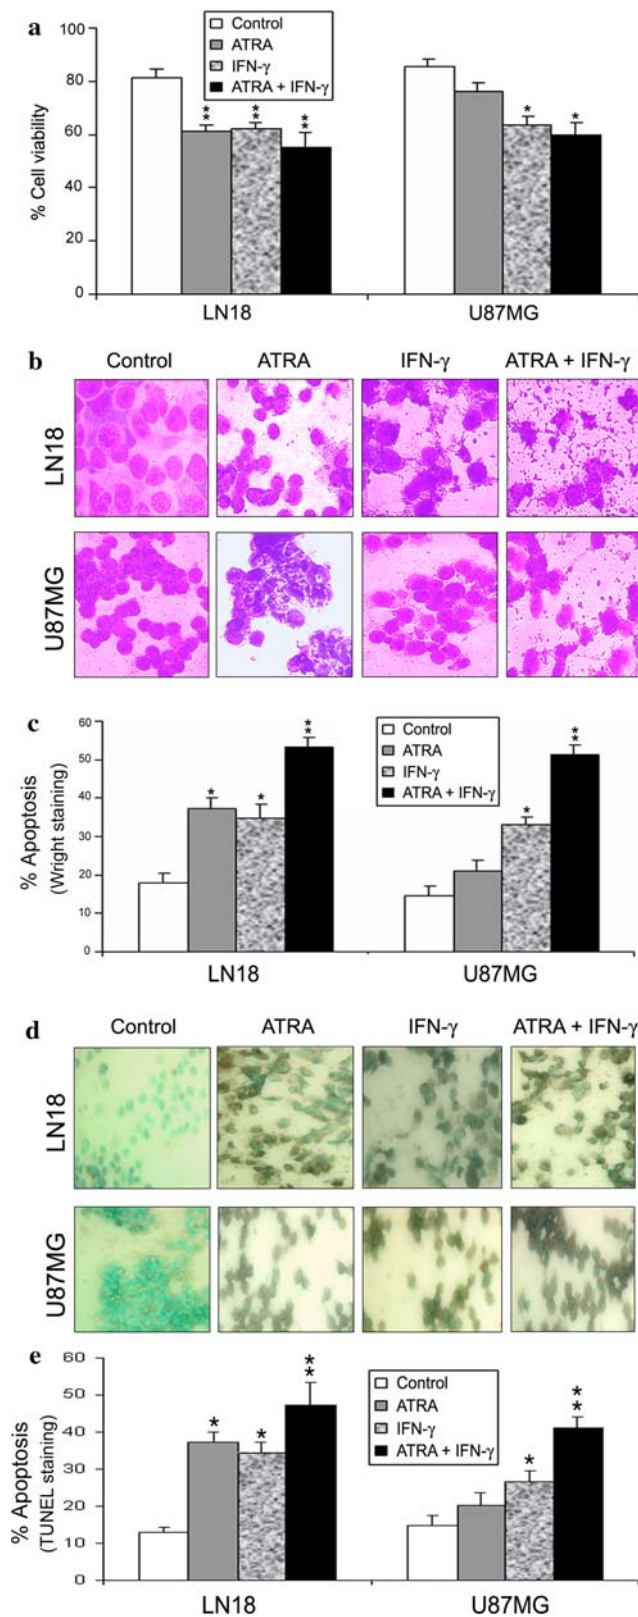 a
Control
ATRA
IFN-γ
ATRA + IFN-γ
% Cell viability
100
80
60
40
20
0
** ** **
* *
LN18 U87MG
b
Control ATRA IFN-γ ATRA + IFN-γ
LN18
U87MG
c
Control
ATRA
IFN-γ
ATRA + IFN-γ
% Apoptosis
(Wright staining)
60
50
40
30
20
10
0
* * **
* **
LN18 U87MG
d
Control ATRA IFN-γ ATRA + IFN-γ
LN18
U87MG
e
Control
ATRA
IFN-γ
ATRA + IFN-γ
% Apoptosis
(TUNEL staining)
60
50
40
30
20
10
0
* * **
* **
LN18 U87MG